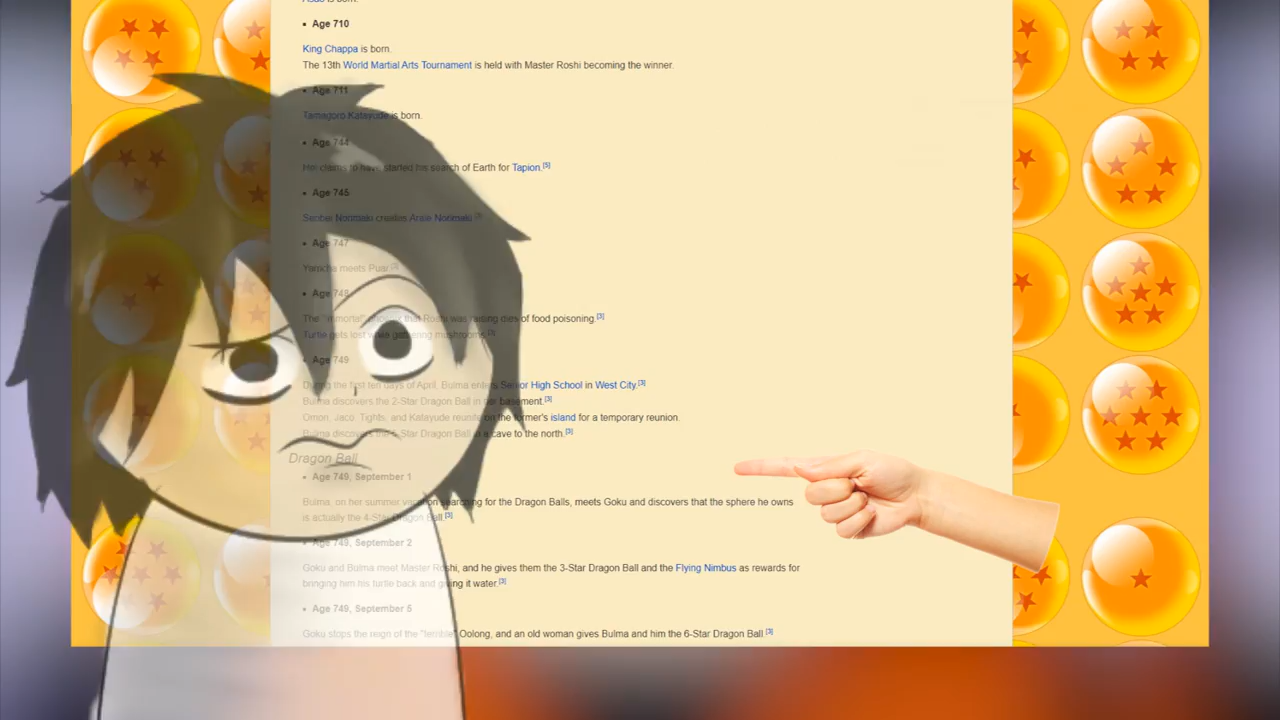 Asuo is born.
• Age 710
King Chappa is born.
The 13th World Martial Arts Tournament is held with Master Roshi becoming the winner.
• Age 711
Tamagoro Katayude is born.
• Age 744
Hei claims to have started his search of Earth for Tapion.[5]
• Age 745
Senbei Norimaki creates Arale Norimaki.[3]
• Age 747
Yamcha meets Puar.[3]
• Age 748
The "immortal" phoenix that Roshi was raising dies of food poisoning.[3]
Turtle gets lost while gathering mushrooms.[3]
• Age 749
During the first ten days of April, Bulma enters Senior High School in West City.[3]
Bulma discovers the 2-Star Dragon Ball in her basement.[3]
Omori, Jaco, Tights, and Katayude reunite on the former's island for a temporary reunion.
Bulma discovers the 5-Star Dragon Ball in a cave to the north.[3]
Dragon Ball
• Age 749, September 1
Bulma, on her summer vacation searching for the Dragon Balls, meets Goku and discovers that the sphere he owns
is actually the 4-Star Dragon Ball.[3]
• Age 749, September 2
Goku and Bulma meet Master Roshi, and he gives them the 3-Star Dragon Ball and the Flying Nimbus as rewards for
bringing him his turtle back and giving it water.[3]
• Age 749, September 5
Goku stops the reign of the "terrible" Oolong, and an old woman gives Bulma and him the 6-Star Dragon Ball [3]